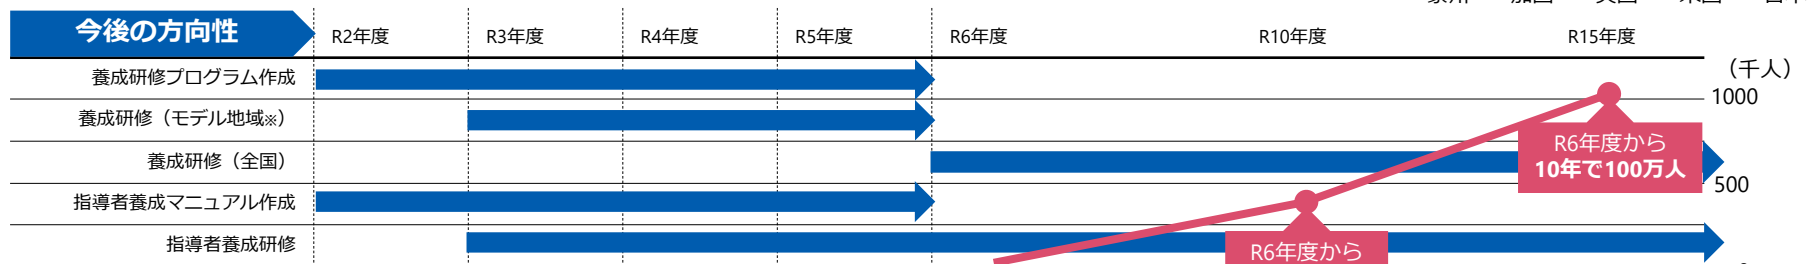 今後の方向性
R2年度 R3年度 R4年度 R5年度 R6年度 R10年度 R15年度
（千人）
養成研修プログラム作成
1000
養成研修（モデル地域※）
R6年度から
10年で100万人
養成研修（全国）
500
指導者養成マニュアル作成
指導者養成研修
R6年度から